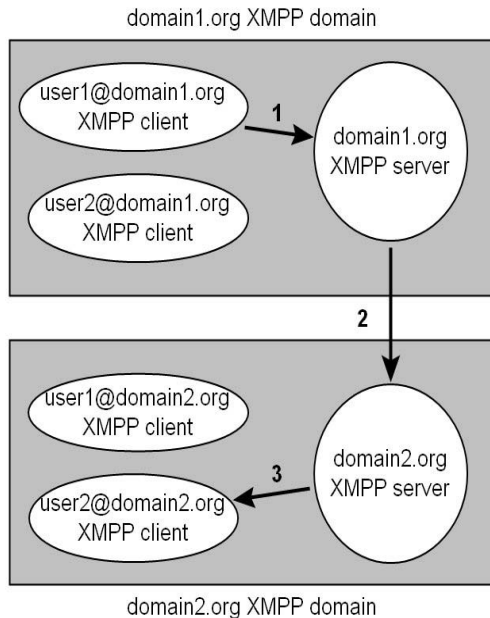 domain1.org XMPP domain
user1@domain1.org
XMPP client
1
domain1.org
XMPP server
user2@domain1.org
XMPP client
2
user1@domain2.org
XMPP client
domain2.org
XMPP server
3
user2@domain2.org
XMPP client
domain2.org XMPP domain